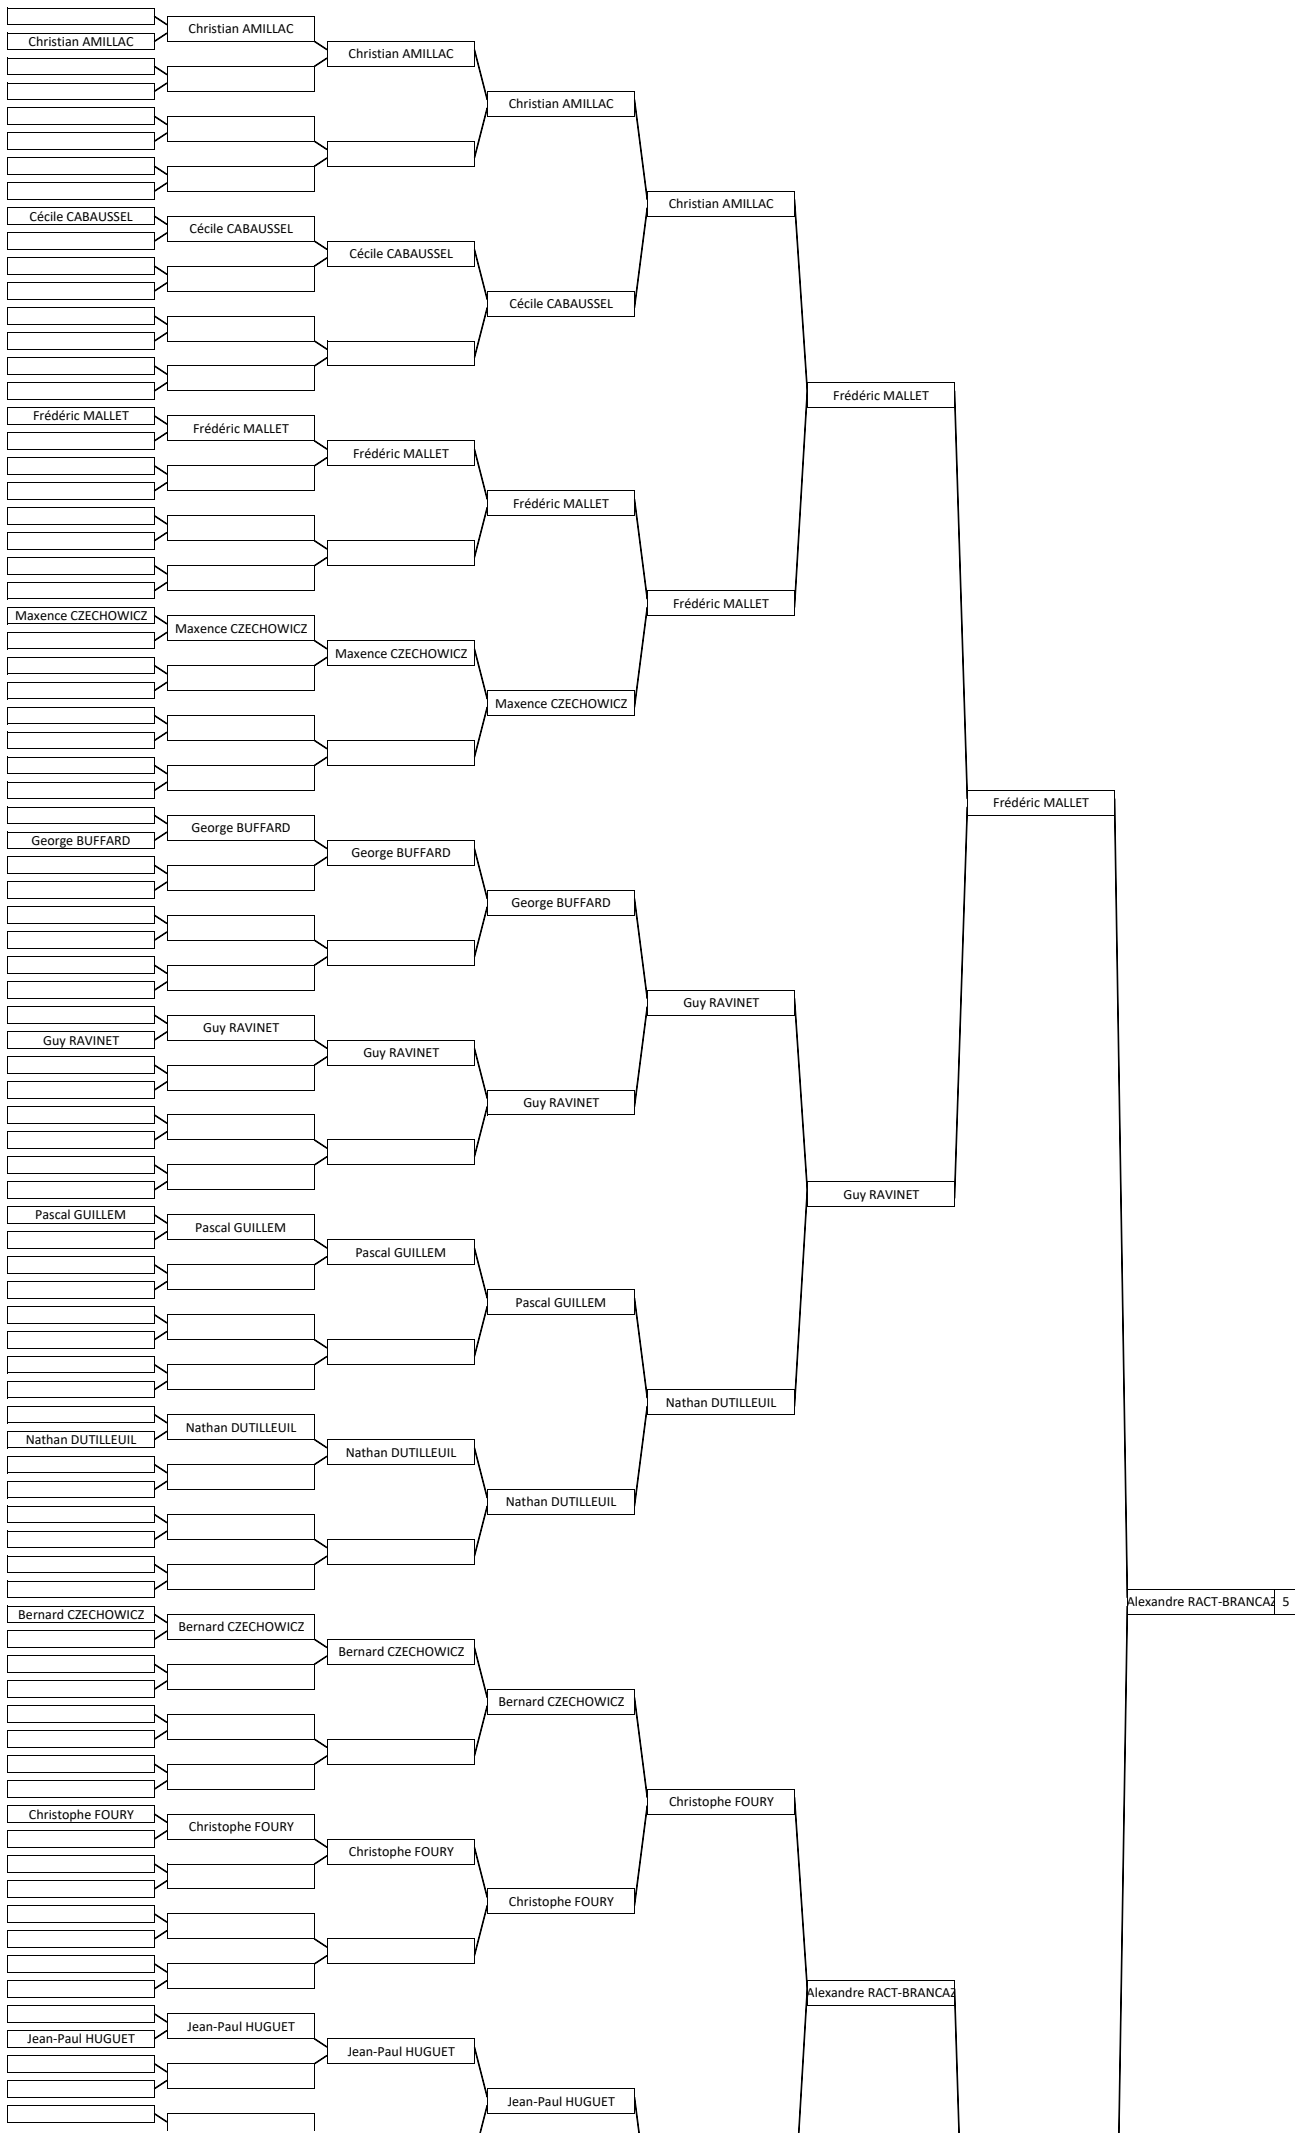 Christian AMILLAC
Christian AMILLAC
Christian AMILLAC
Christian AMILLAC
Christian AMILLAC
Cécile CABAUSSEL
Cécile CABAUSSEL
Cécile CABAUSSEL
Cécile CABAUSSEL
Frédéric MALLET
Frédéric MALLET
Frédéric MALLET
Frédéric MALLET
Frédéric MALLET
Frédéric MALLET
Maxence CZECHOWICZ
Maxence CZECHOWICZ
Maxence CZECHOWICZ
Maxence CZECHOWICZ
Frédéric MALLET
George BUFFARD
George BUFFARD
George BUFFARD
George BUFFARD
Guy RAVINET
Guy RAVINET
Guy RAVINET
Guy RAVINET
Guy RAVINET
Guy RAVINET
Pascal GUILLEM
Pascal GUILLEM
Pascal GUILLEM
Pascal GUILLEM
Nathan DUTILLEUIL
Nathan DUTILLEUIL
Nathan DUTILLEUIL
Nathan DUTILLEUIL
Nathan DUTILLEUIL
Alexandre RACT-BRANCAZ 5
Bernard CZECHOWICZ
Bernard CZECHOWICZ
Bernard CZECHOWICZ
Bernard CZECHOWICZ
Christophe FOURY
Christophe FOURY
Christophe FOURY
Christophe FOURY
Christophe FOURY
Alexandre RACT-BRANCAZ
Jean-Paul HUGUET
Jean-Paul HUGUET
Jean-Paul HUGUET
Jean-Paul HUGUET